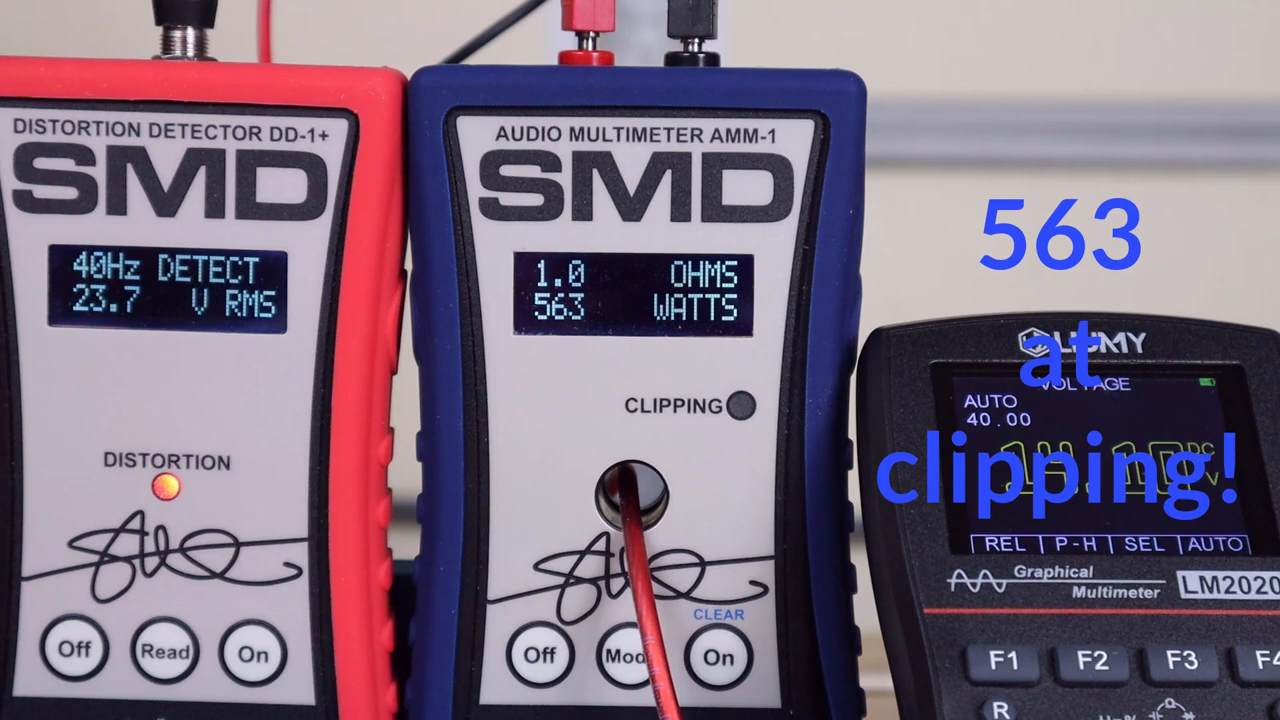 DISTORTION DETECTOR DD-1+
SMD
40Hz DETECT
23.7 V RMS
DISTORTION
Off
Read
On
AUDIO MULTIMETER AMM-1
SMD
1.0 OHMS
563 WATTS
CLIPPING
CLEAR
Off
On
563
at
clipping!
AUTO
40.00
DC
V
REL | P-H | SEL | AUTO
Graphical
Multimeter
LM2020
F1
F2
F3
R